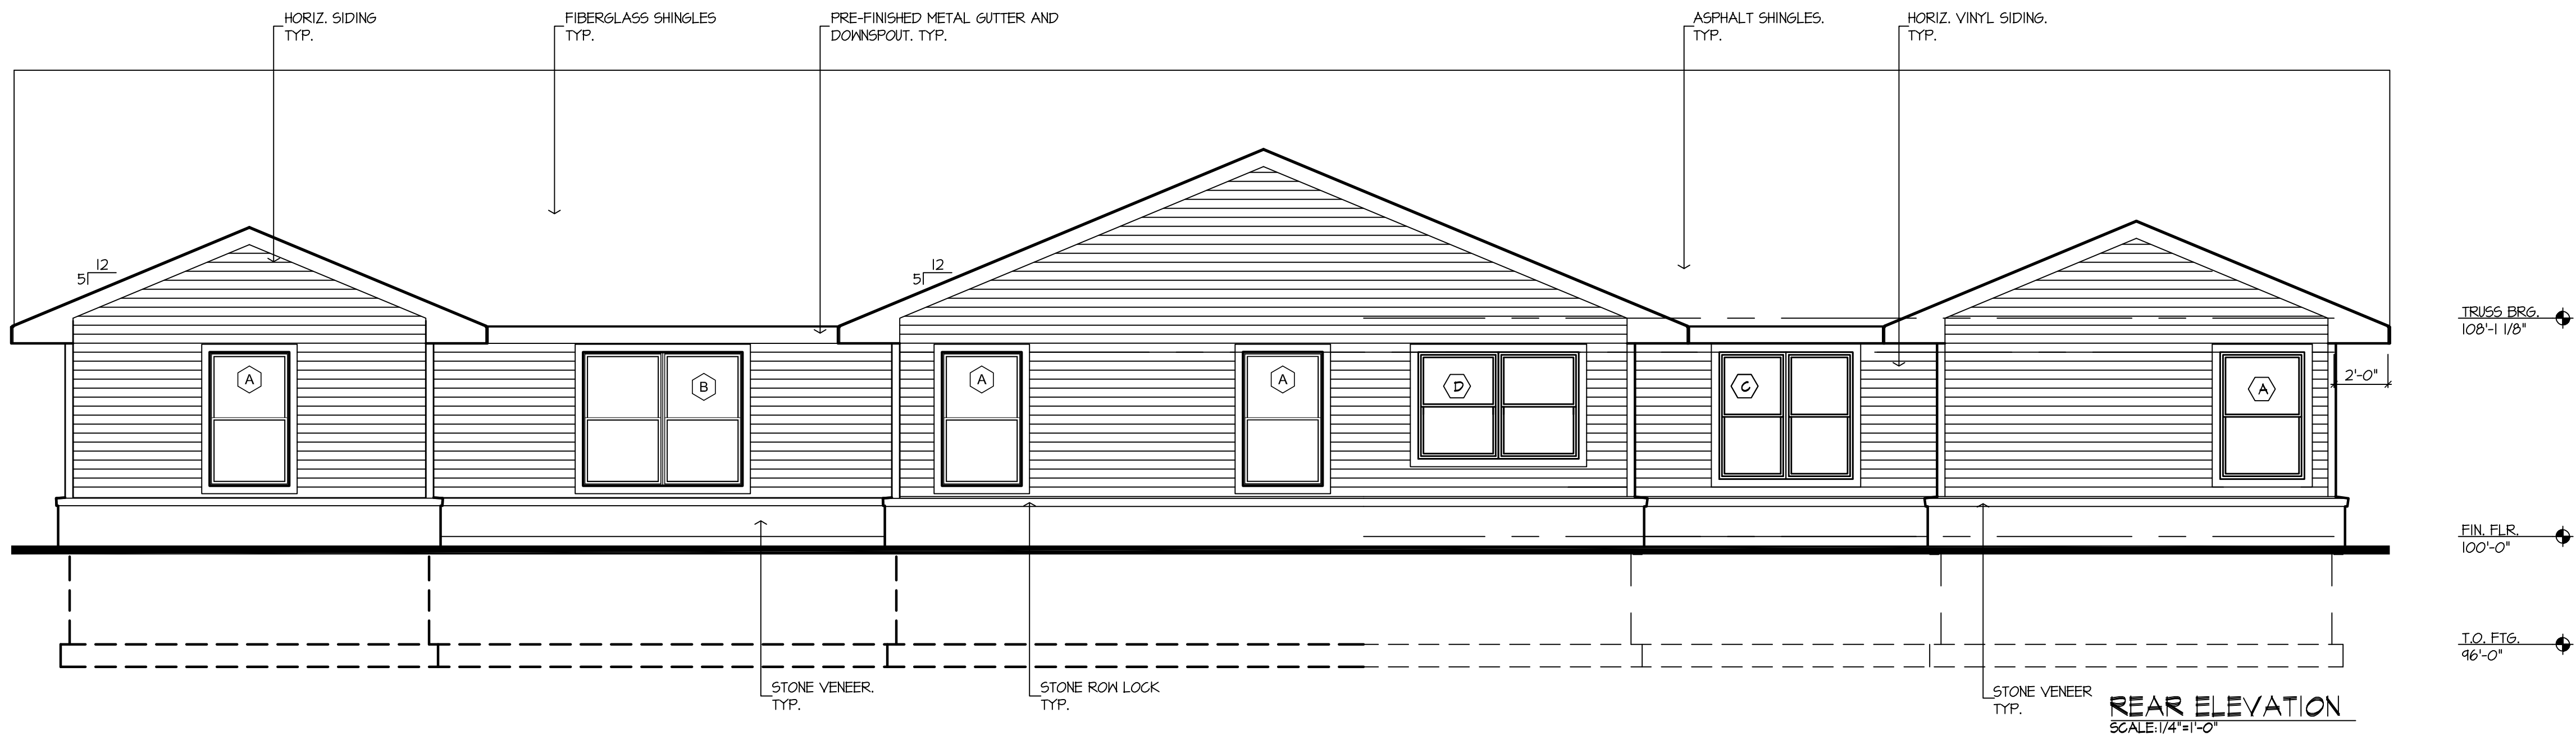 HORIZ. SIDING
TYP.
FIBERGLASS SHINGLES
TYP.
PRE-FINISHED METAL GUTTER AND
DOWNSPOUT. TYP.
ASPHALT SHINGLES.
TYP.
HORIZ. VINYL SIDING.
TYP.
12
5
12
5
TRUSS BRG.
108'-1 1/8"
A
B
A
A
D
C
A
2'-0"
FIN. FLR.
100'-0"
T.O. FTG.
96'-0"
STONE VENEER.
TYP.
STONE ROW LOCK
TYP.
STONE VENEER
TYP.
REAR ELEVATION
SCALE:1/4"=1'-0"